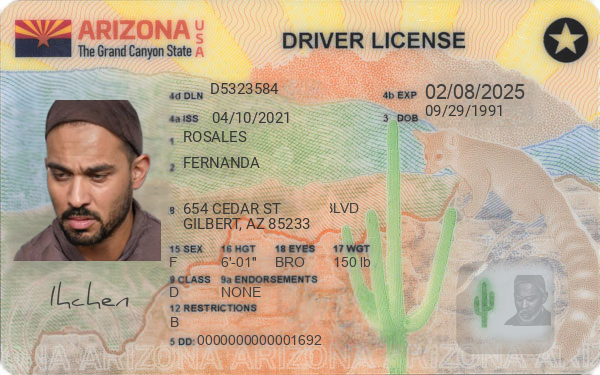 ARIZONA USA
The Grand Canyon State
DRIVER LICENSE
4d DLN D5323584
4b EXP 02/08/2025
4a ISS 04/10/2021
3 DOB 09/29/1991
1 ROSALES
2 FERNANDA
8 654 CEDAR ST LVD
GILBERT, AZ 85233
15 SEX 16 HGT 18 EYES 17 WGT
F 6'-01" BRO 150 lb
9 CLASS 9a ENDORSEMENTS
D NONE
12 RESTRICTIONS
B
5 DD: 0000000000001692
ARIZONA ARIZONA ARIZONA ARIZONA